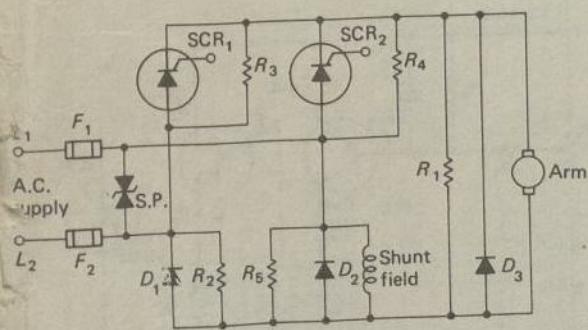 SCR1
SCR2
R3
R4
F1
A.C.
S.P.
R1
Arm
F2
L2
D1
R2
R5
D2
Shunt
field
D3